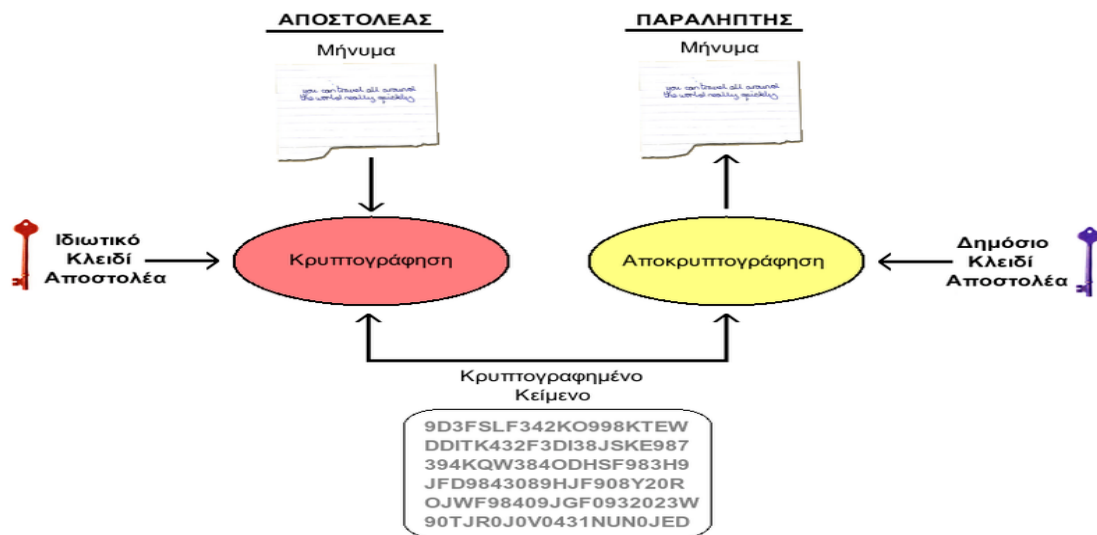 ΑΠΟΣΤΟΛΕΑΣ
Μήνυμα
you can travel all around
the world really quickly
ΠΑΡΑΛΗΠΤΗΣ
Μήνυμα
you can travel all around
the world really quickly
Ιδιωτικό
Κλειδί
Αποστολέα
Κρυπτογράφηση
Αποκρυπτογράφηση
Δημόσιο
Κλειδί
Αποστολέα
Κρυπτογραφημένο
Κείμενο
9D3FSLF342KO998KTEW
DDITK432F3DI38JSKE987
394KQW384ODHSF983H9
JFD9843089HJF908Y20R
OJWF98409JGF0932023W
90TJR0J0V0431NUN0JED